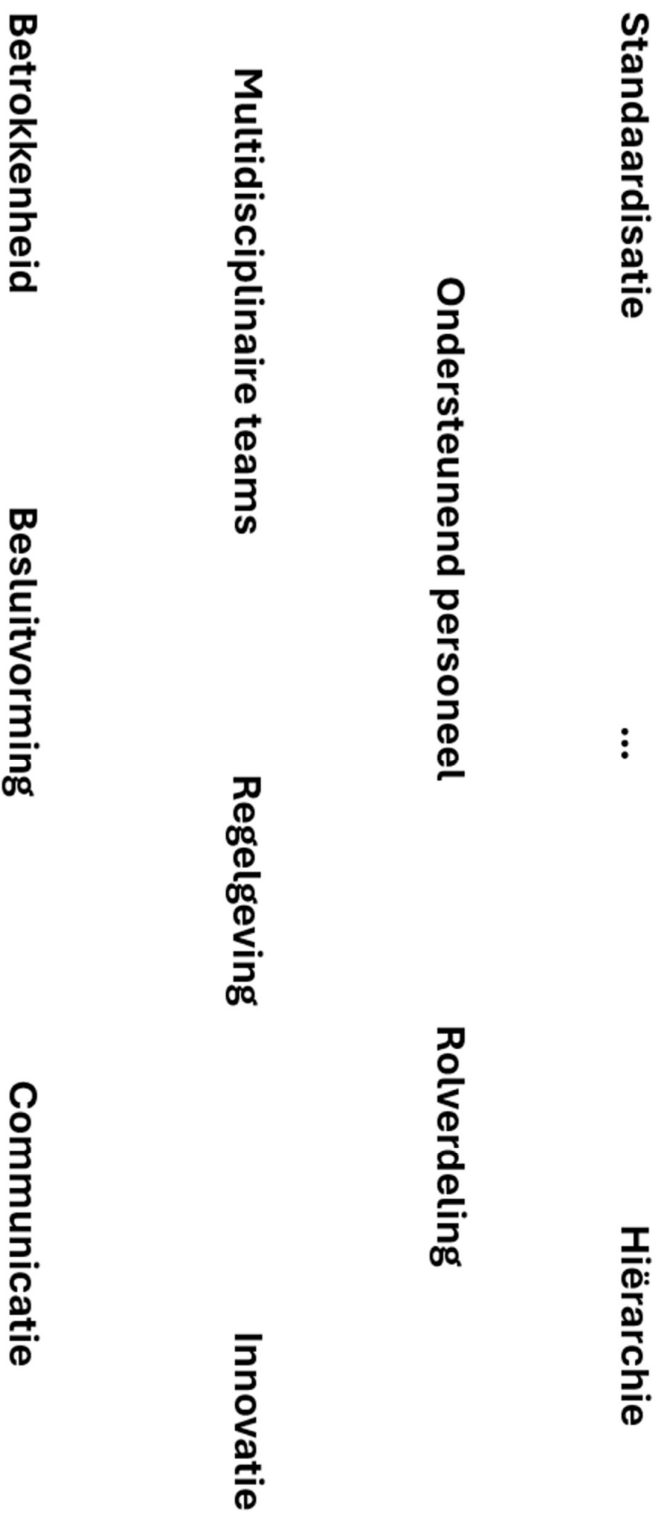 Standaardisatie ... Hiërarchie
Ondersteunend personeel Rolverdeling
Multidisciplinaire teams Regelgeving Innovatie
Betrokkenheid Besluitvorming Communicatie